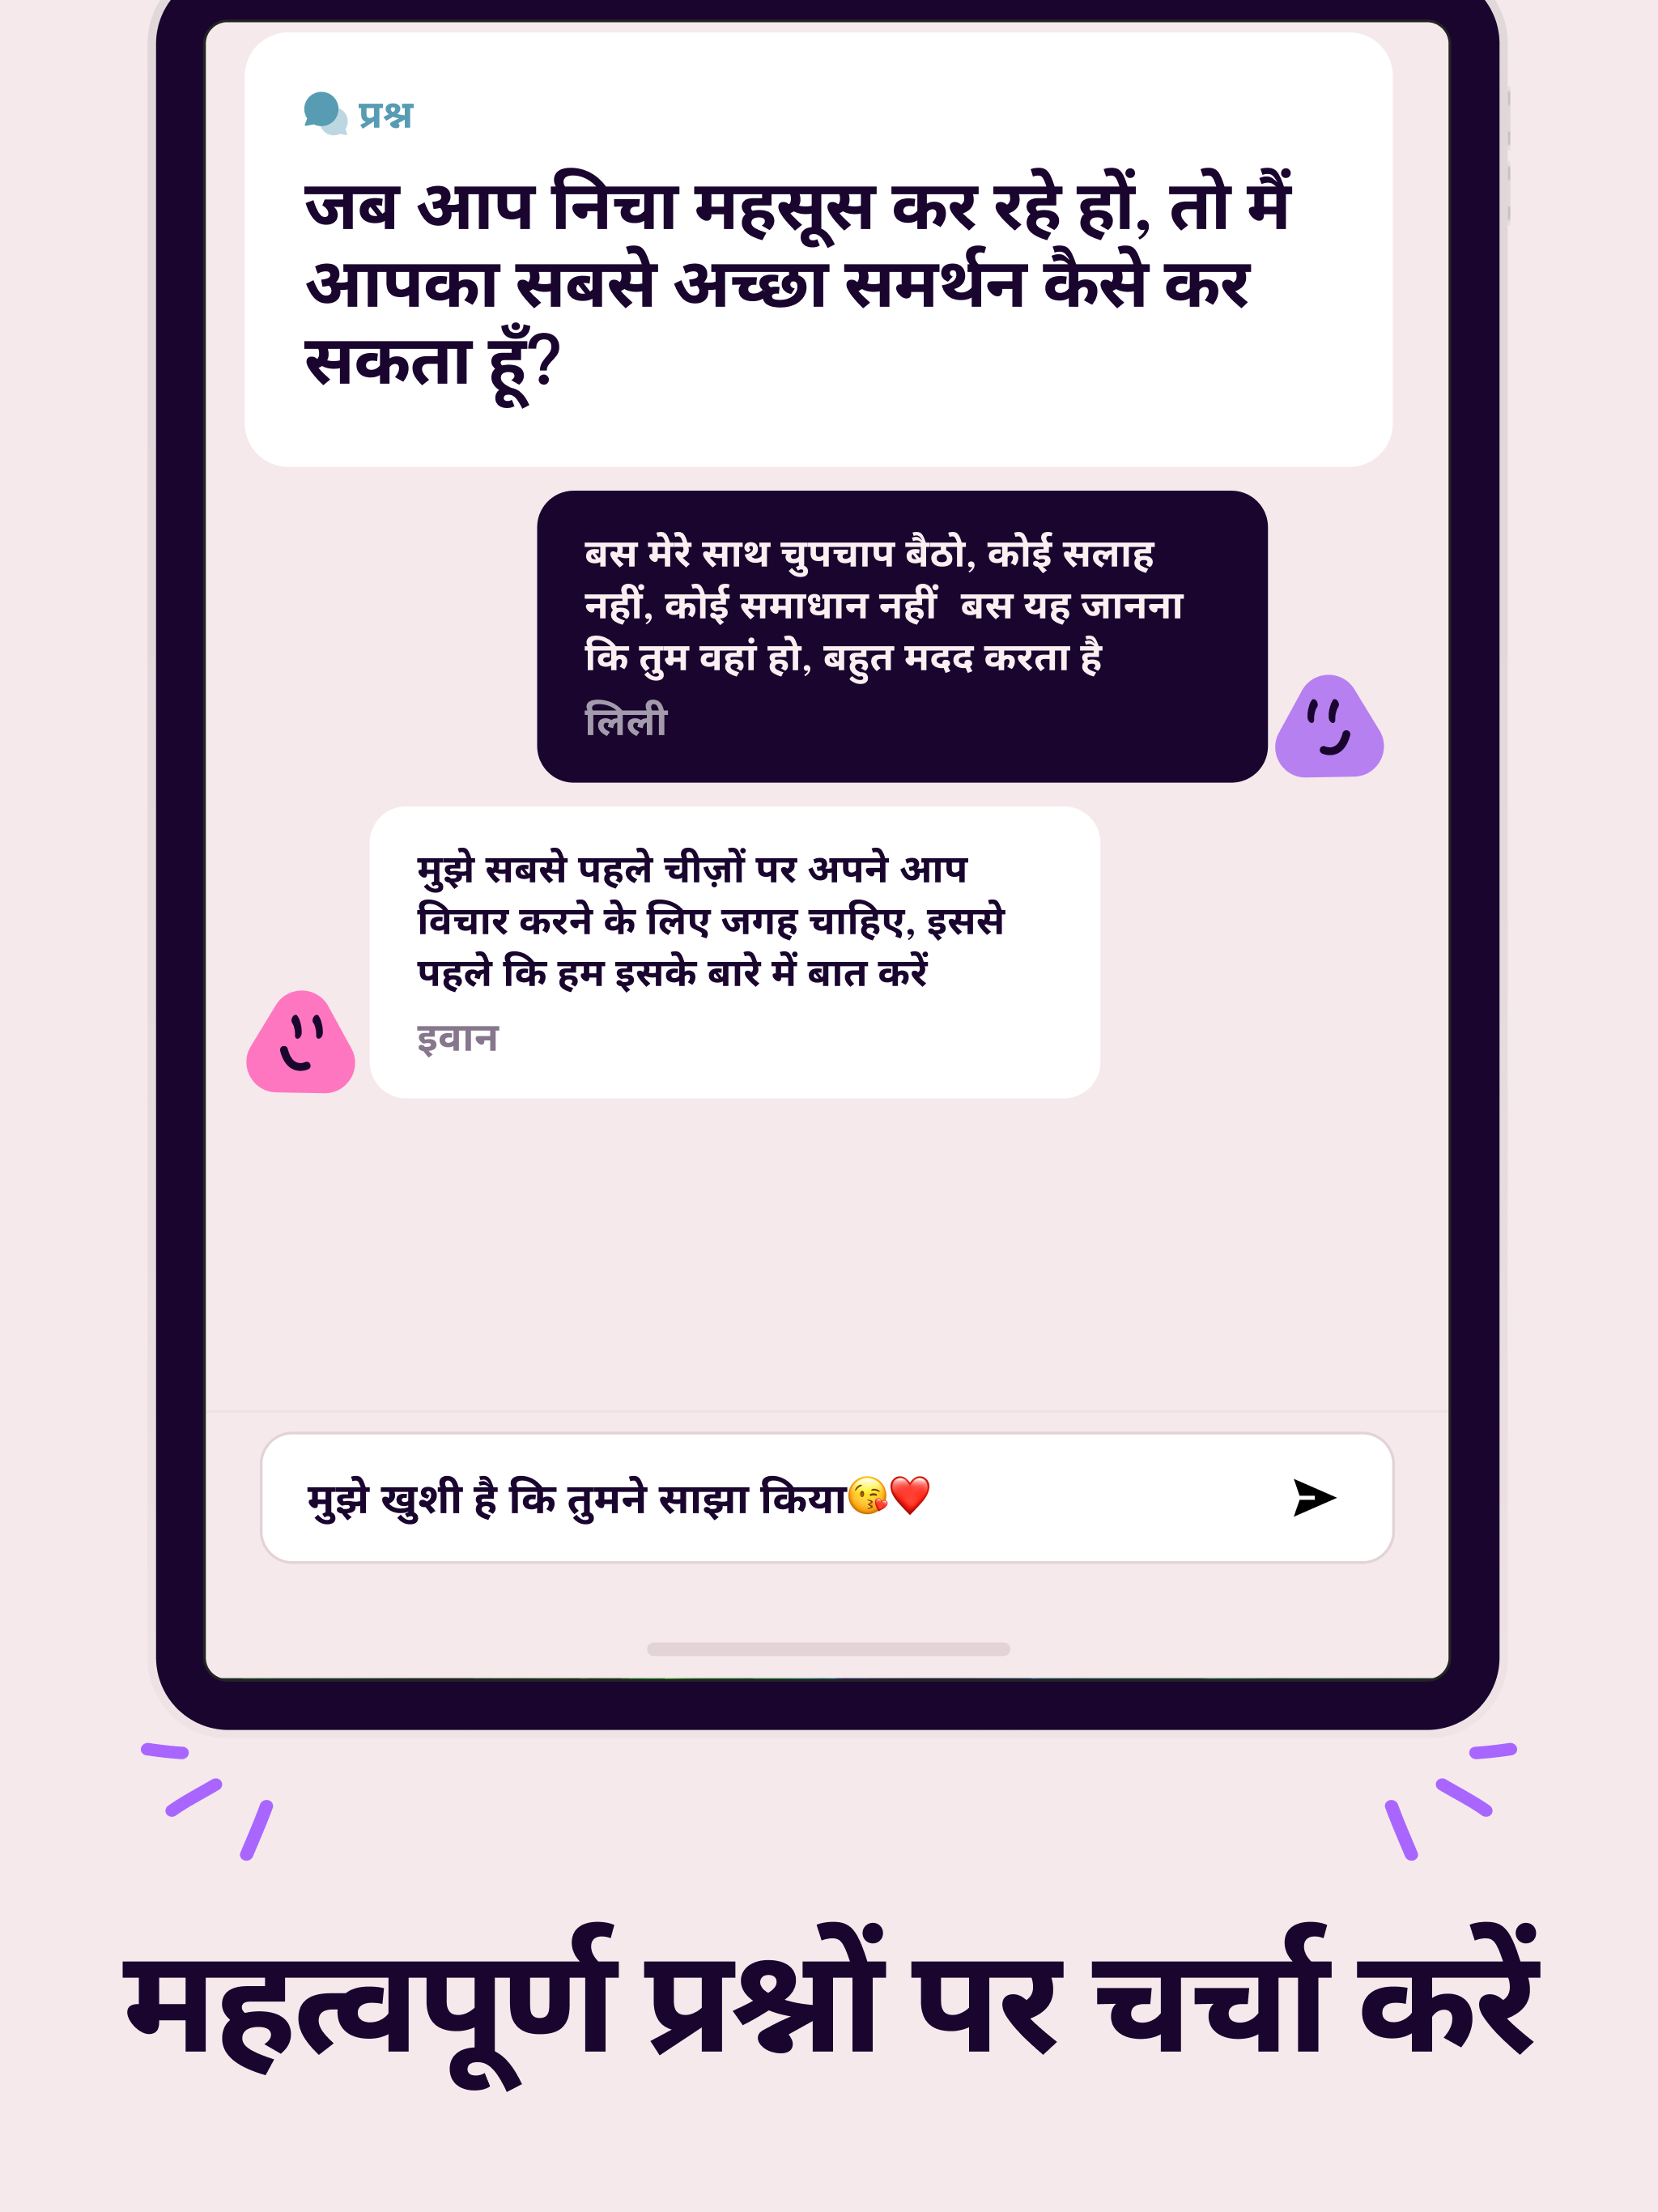 प्रश्न
जब आप निचा महसूस कर रहे हों, तो मैं
आपका सबसे अच्छा समर्थन कैसे कर
सकता हूँ?
बस मेरे साथ चुपचाप बैठो, कोई सलाह
नहीं, कोई समाधान नहीं  बस यह जानना
कि तुम वहां हो, बहुत मदद करता है
लिली
मुझे सबसे पहले चीज़ों पर अपने आप
विचार करने के लिए जगह चाहिए, इससे
पहले कि हम इसके बारे में बात करें
इवान
मुझे खुशी है कि तुमने साझा किया😘❤️
महत्वपूर्ण प्रश्नों पर चर्चा करें